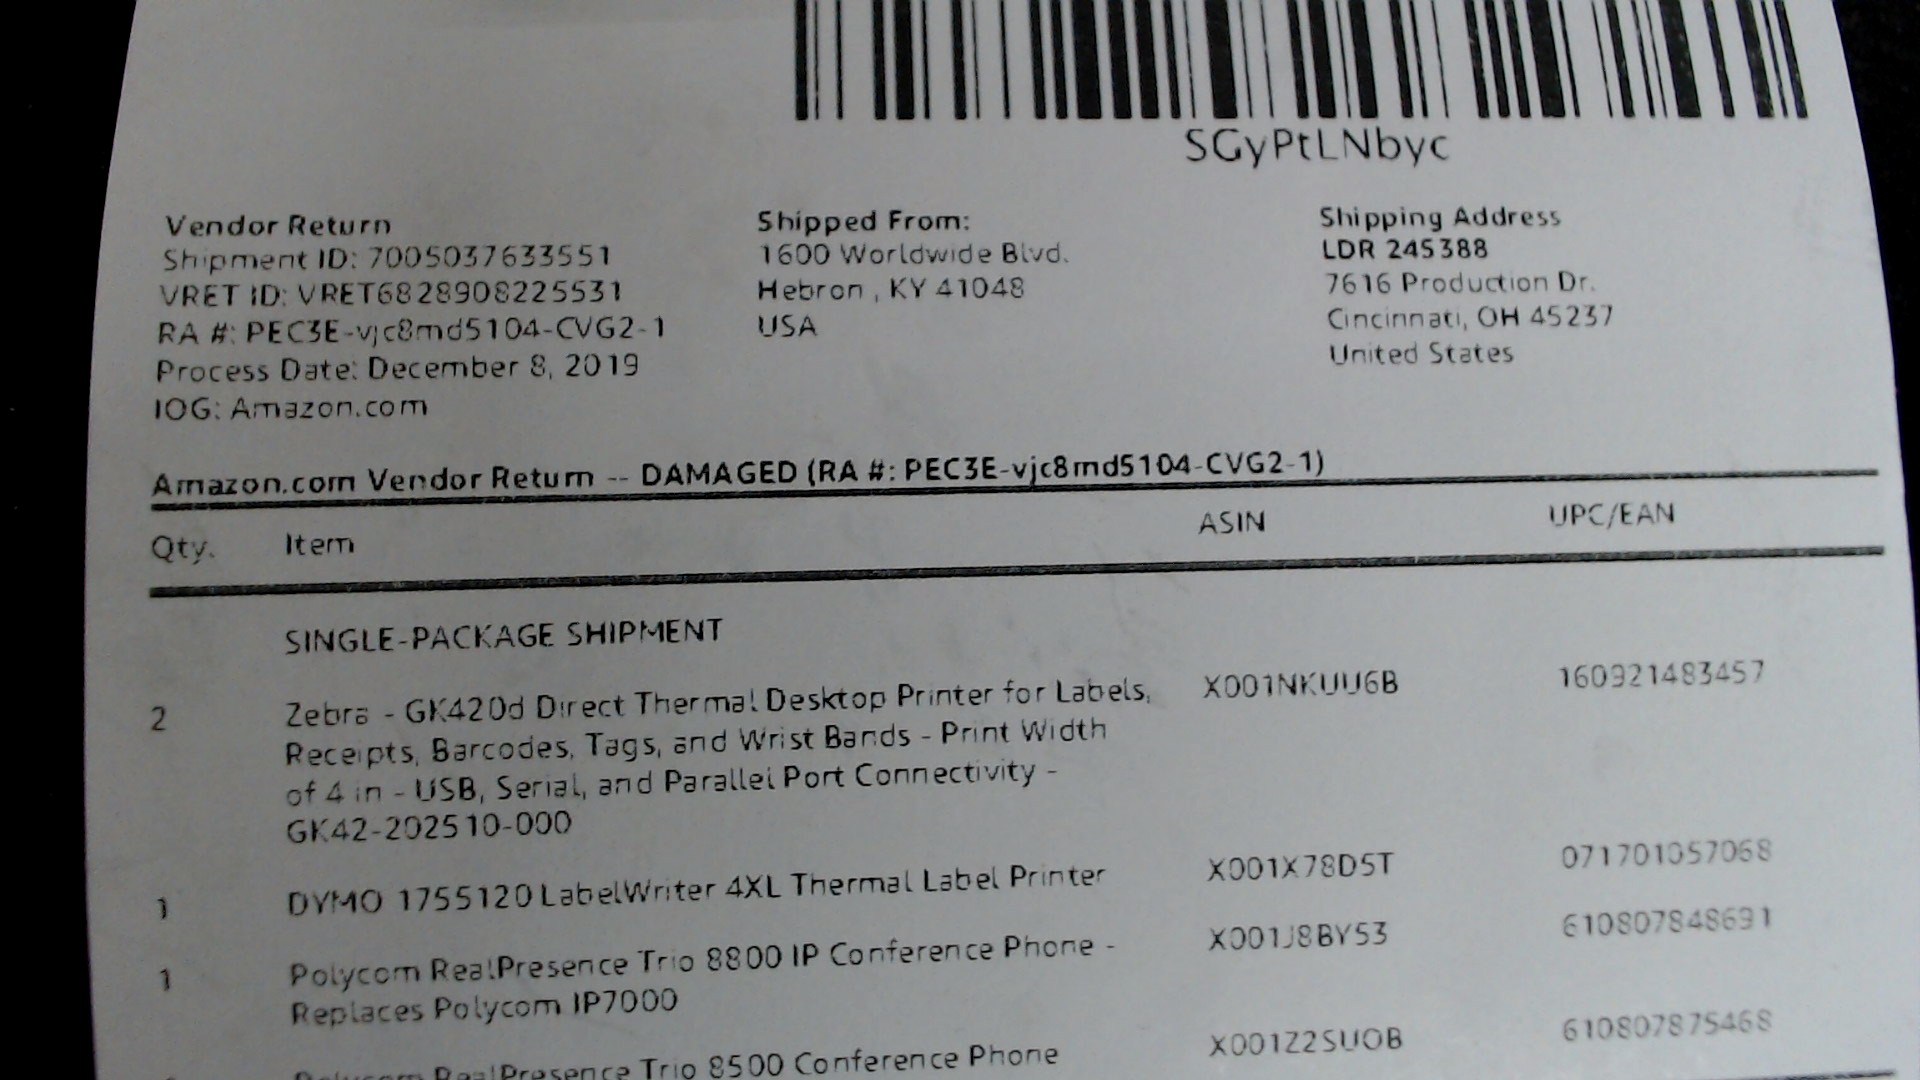 SGyPtLNbyc
Vendor Return
Shipment ID: 7005037633551
VRET ID: VRET6828908225531
RA #: PEC3E-vjc8md5104-CVG2-1
Process Date: December 8, 2019
IOG: Amazon.com
Shipped From:
1600 Worldwide Blvd.
Hebron , KY 41048
USA
Shipping Address
LDR 245388
7616 Production Dr.
Cincinnati, OH 45237
United States
Amazon.com Vendor Return -- DAMAGED (RA #: PEC3E-vjc8md5104-CVG2-1)
Qty. Item ASIN UPC/EAN
SINGLE-PACKAGE SHIPMENT
2 Zebra - GK420d Direct Thermal Desktop Printer for Labels, X001NKUU6B 160921483457
Receipts, Barcodes, Tags, and Wrist Bands - Print Width
of 4 in - USB, Serial, and Parallel Port Connectivity -
GK42-202510-000
1 DYMO 1755120 LabelWriter 4XL Thermal Label Printer X001X78D5T 071701057068
1 Polycom RealPresence Trio 8800 IP Conference Phone - X001J8BY53 610807848691
Replaces Polycom IP7000
Polycom RealPresence Trio 8500 Conference Phone X001Z2SUOB 610807875468